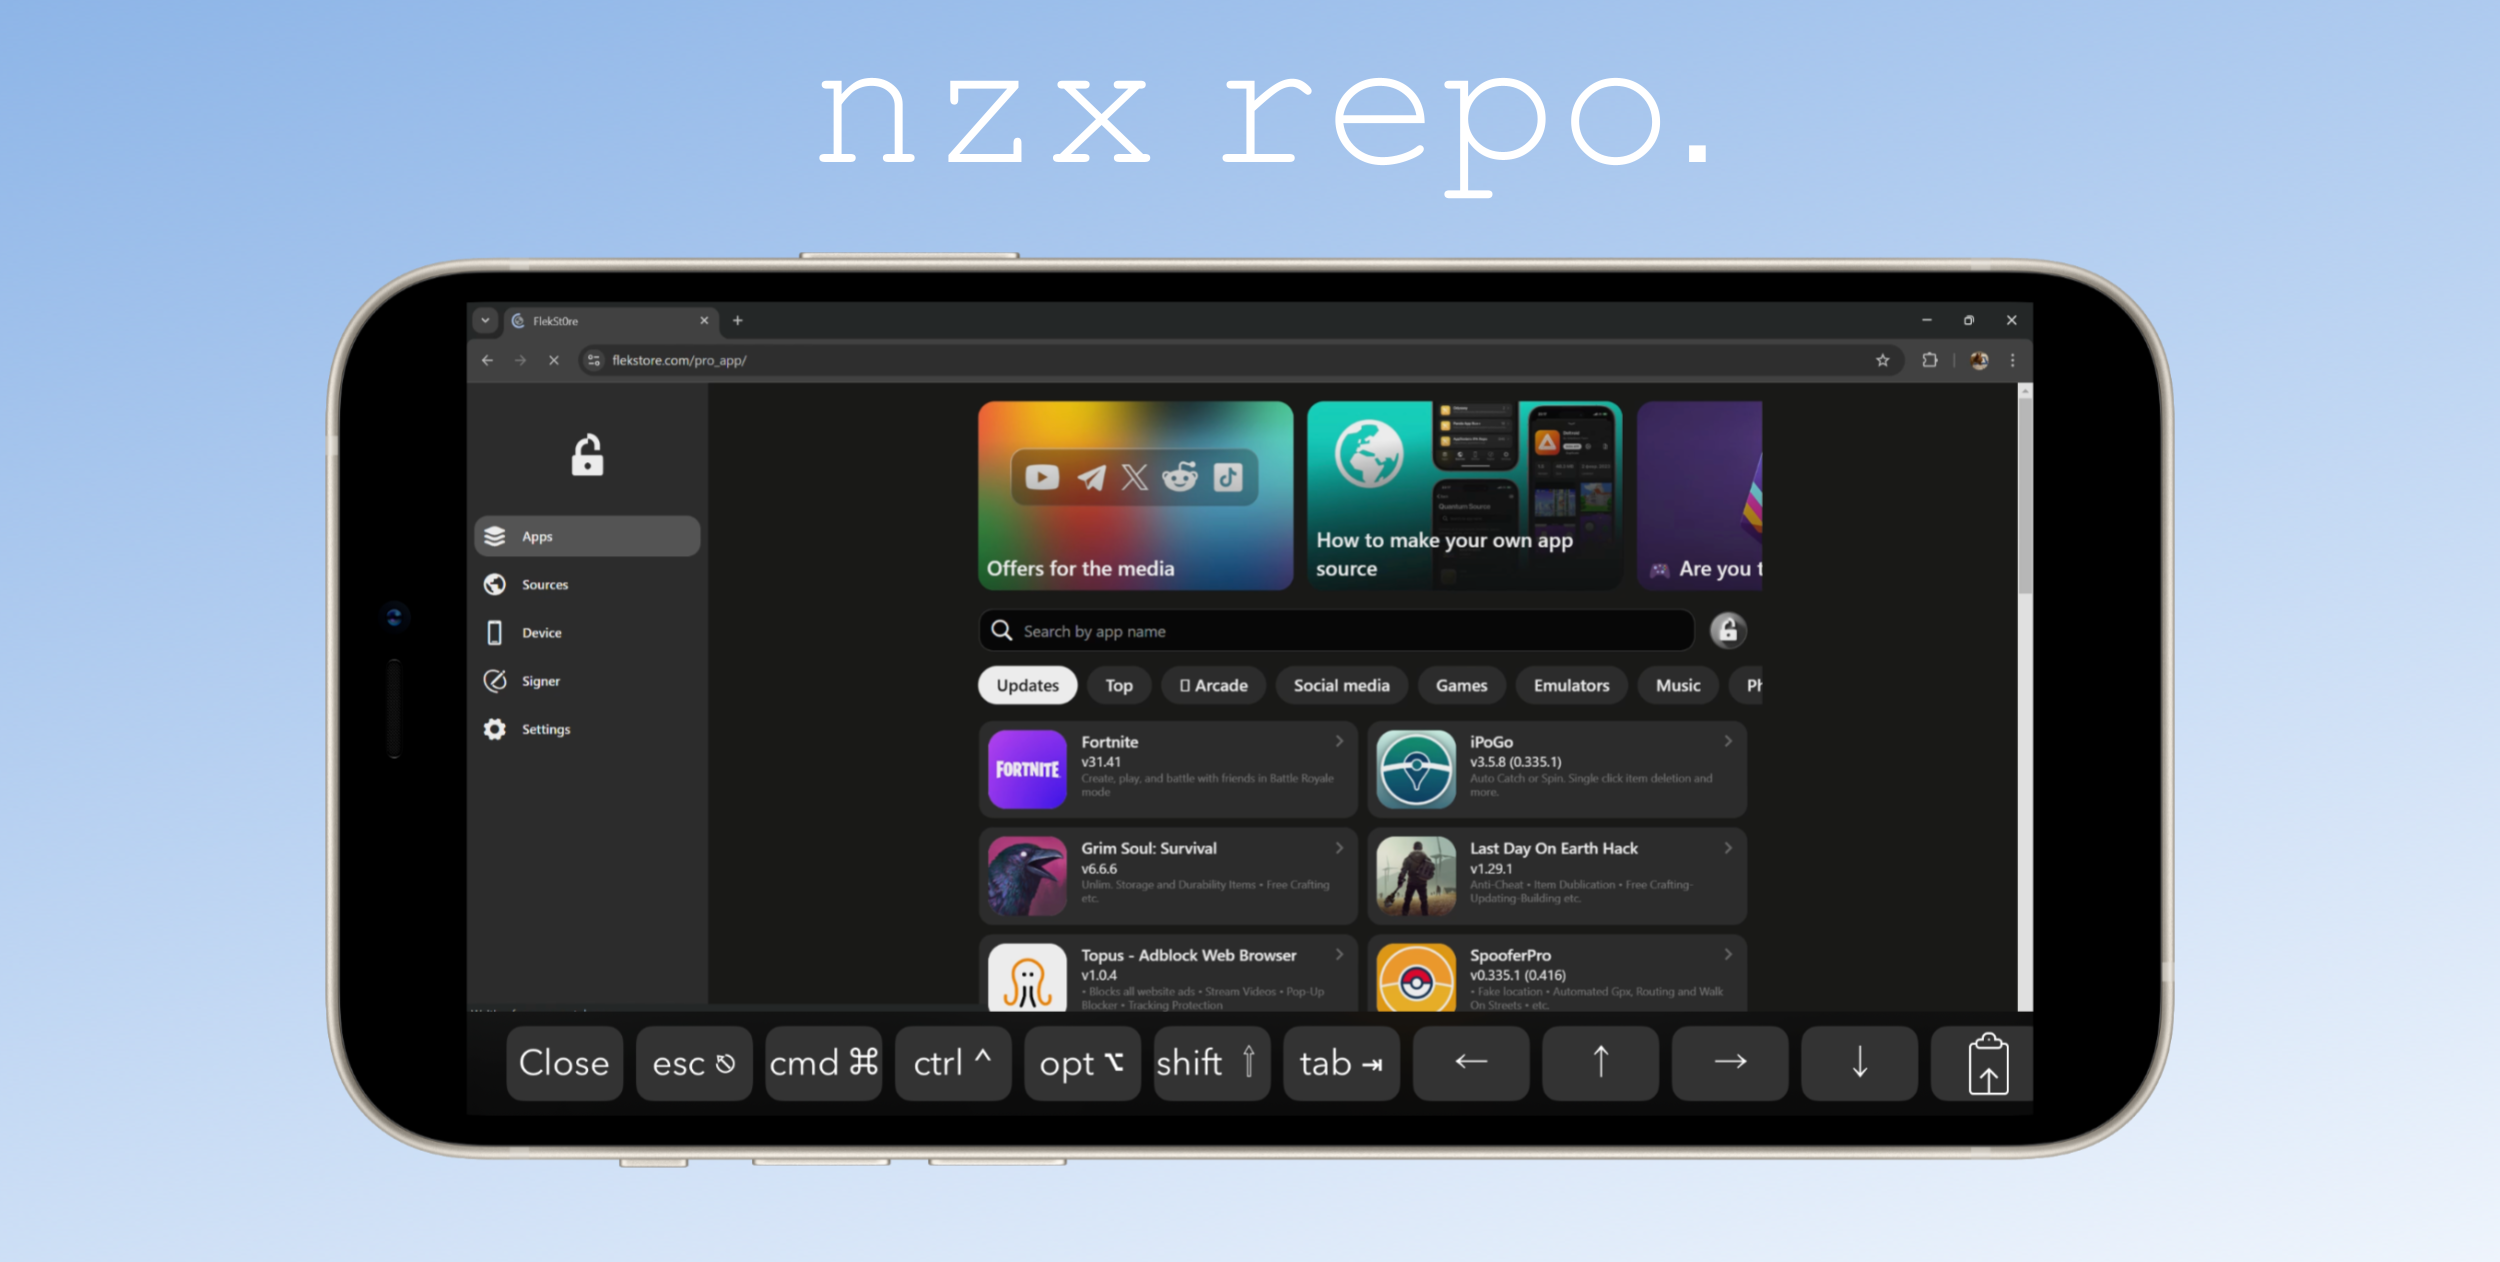 nzx repo.
FlekSt0re
flekstore.com/pro_app/
Apps
Sources
Device
Signer
Settings
Offers for the media
How to make your own app
source
Quantum Source
Are you t
Search by app name
Updates
Top
Arcade
Social media
Games
Emulators
Music
Ph
FORTNITE
Fortnite
v31.41
Create, play, and battle with friends in Battle Royale
mode
iPoGo
v3.5.8 (0.335.1)
Auto Catch or Spin. Single click item deletion and
more.
Grim Soul: Survival
v6.6.6
Unlim. Storage and Durability Items • Free Crafting
etc.
Last Day On Earth Hack
v1.29.1
Anti-Cheat • Item Dublication • Free Crafting-
Updating-Building etc.
Topus - Adblock Web Browser
v1.0.4
• Blocks all website ads • Stream Videos • Pop-Up
Blocker • Tracking Protection
SpooferPro
v0.335.1 (0.416)
• Fake location • Automated Gpx, Routing and Walk
On Streets • etc.
Close
esc
cmd ⌘
ctrl ^
opt ⌥
shift ⇧
tab ⇥
←
↑
→
↓